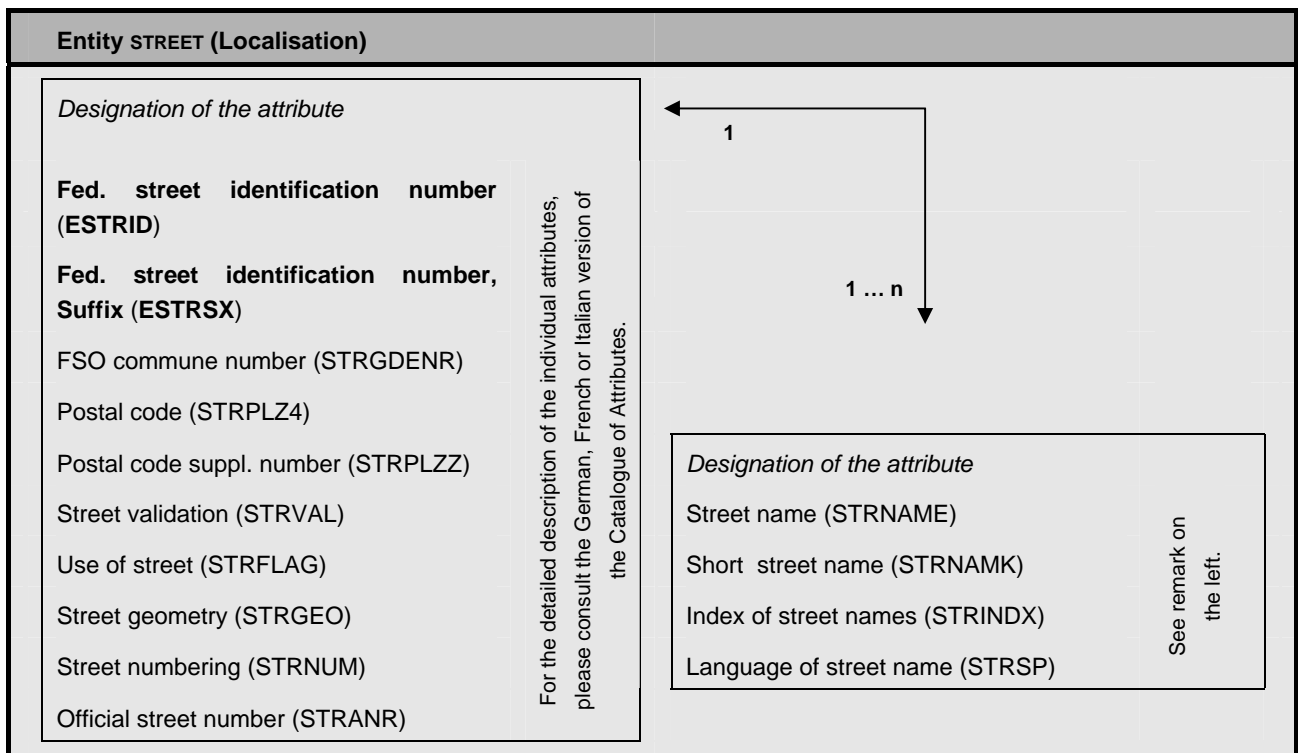 Entity STREET (Localisation)
Designation of the attribute
Fed. street identification number
(ESTRID)
Fed. street identification number,
Suffix (ESTRSX)
FSO commune number (STRGDENR)
Postal code (STRPLZ4)
Postal code suppl. number (STRPLZZ)
Street validation (STRVAL)
Use of street (STRFLAG)
Street geometry (STRGEO)
Street numbering (STRNUM)
Official street number (STRANR)
For the detailed description of the individual attributes,
please consult the German, French or Italian version of
the Catalogue of Attributes.
1
1 … n
Designation of the attribute
Street name (STRNAME)
Short street name (STRNAMK)
Index of street names (STRINDX)
Language of street name (STRSP)
See remark on
the left.